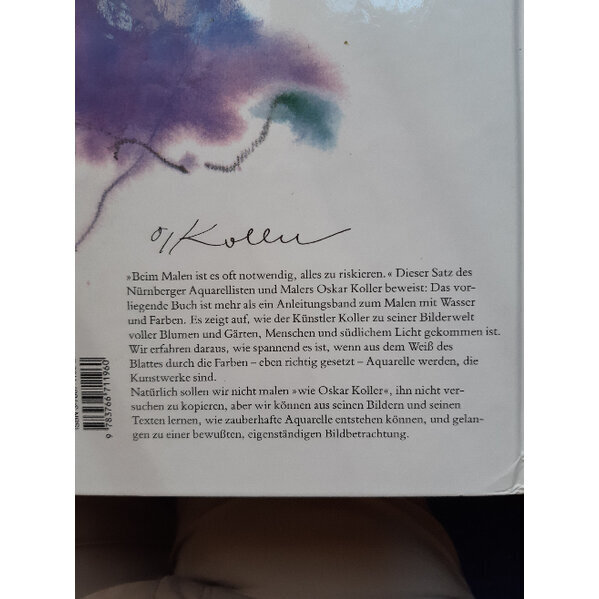 OjKoller
»Beim Malen ist es oft notwendig, alles zu riskieren.« Dieser Satz des
Nürnberger Aquarellisten und Malers Oskar Koller beweist: Das vor-
liegende Buch ist mehr als ein Anleitungsband zum Malen mit Wasser
und Farben. Es zeigt auf, wie der Künstler Koller zu seiner Bilderwelt
voller Blumen und Gärten, Menschen und südlichem Licht gekommen ist.
Wir erfahren daraus, wie spannend es ist, wenn aus dem Weiß des
Blattes durch die Farben – eben richtig gesetzt – Aquarelle werden, die
Kunstwerke sind.
Natürlich sollen wir nicht malen »wie Oskar Koller«, ihn nicht ver-
suchen zu kopieren, aber wir können aus seinen Bildern und seinen
Texten lernen, wie zauberhafte Aquarelle entstehen können, und gelan-
gen zu einer bewußten, eigenständigen Bildbetrachtung.
9 783766 711960